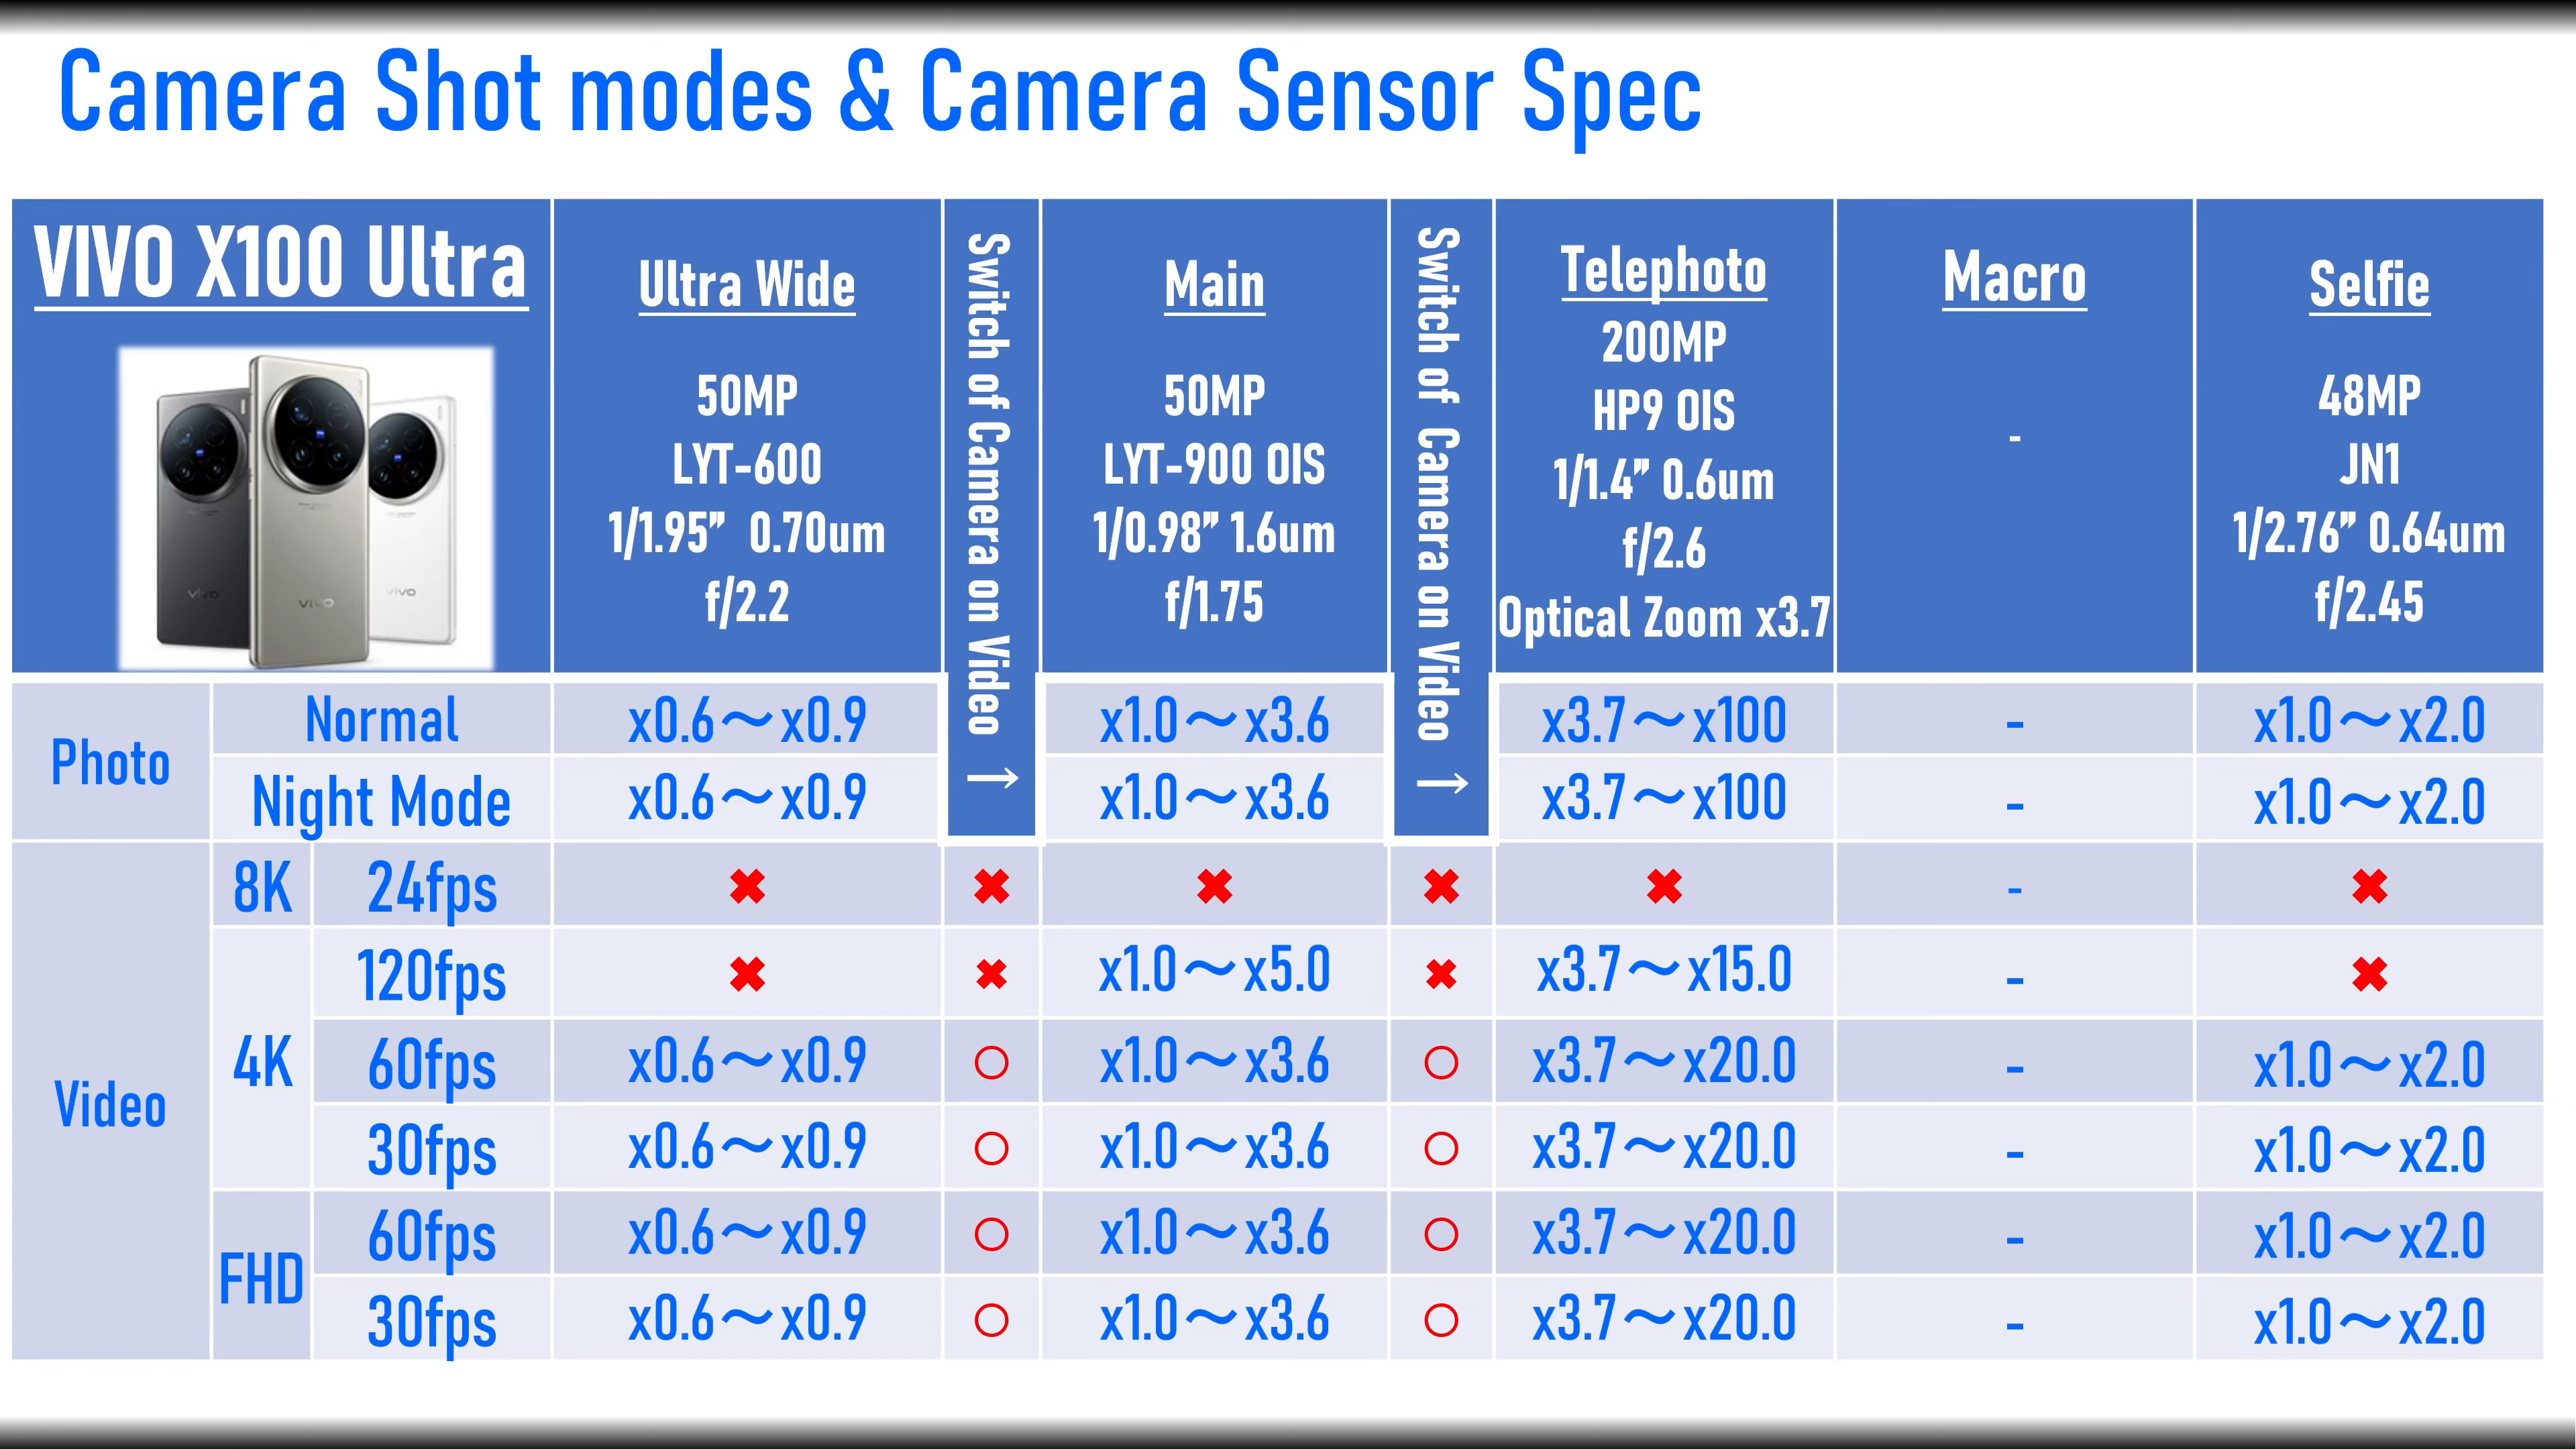 Camera Shot modes & Camera Sensor Spec
VIVO X100 Ultra
vivo
vivo
vivo
Ultra Wide
50MP
LYT-600
1/1.95” 0.70um
f/2.2
Switch of Camera on Video →
Main
50MP
LYT-900 OIS
1/0.98” 1.6um
f/1.75
Switch of Camera on Video →
Telephoto
200MP
HP9 OIS
1/1.4” 0.6um
f/2.6
Optical Zoom x3.7
Macro
-
Selfie
48MP
JN1
1/2.76” 0.64um
f/2.45
Photo
Normal x0.6～x0.9 x1.0～x3.6 x3.7～x100 - x1.0～x2.0
Night Mode x0.6～x0.9 x1.0～x3.6 x3.7～x100 - x1.0～x2.0
Video
8K 24fps ✖ ✖ ✖ ✖ ✖ - ✖
4K
120fps ✖ ✖ x1.0～x5.0 ✖ x3.7～x15.0 - ✖
60fps x0.6～x0.9 ○ x1.0～x3.6 ○ x3.7～x20.0 - x1.0～x2.0
30fps x0.6～x0.9 ○ x1.0～x3.6 ○ x3.7～x20.0 - x1.0～x2.0
FHD
60fps x0.6～x0.9 ○ x1.0～x3.6 ○ x3.7～x20.0 - x1.0～x2.0
30fps x0.6～x0.9 ○ x1.0～x3.6 ○ x3.7～x20.0 - x1.0～x2.0